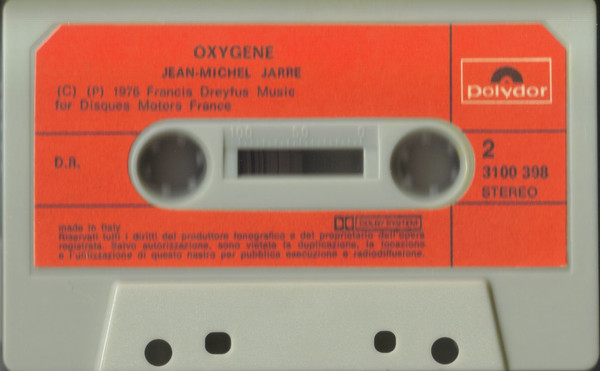 OXYGENE
JEAN-MICHEL JARRE
(C) (P) 1976 Francis Dreyfus Music
for Disques Motors France
polydor
100 50 0
D.R.
2
3100 398
STEREO
DOLBY SYSTEM
made in Italy
Riservati tutti i diritti del produttore fonografico e del proprietario dell'opera
registrata. Salvo autorizzazione, sono vietate la duplicazione, la locazione
e l'utilizzazione di questo nastro per pubblica esecuzione e radiodiffusione.